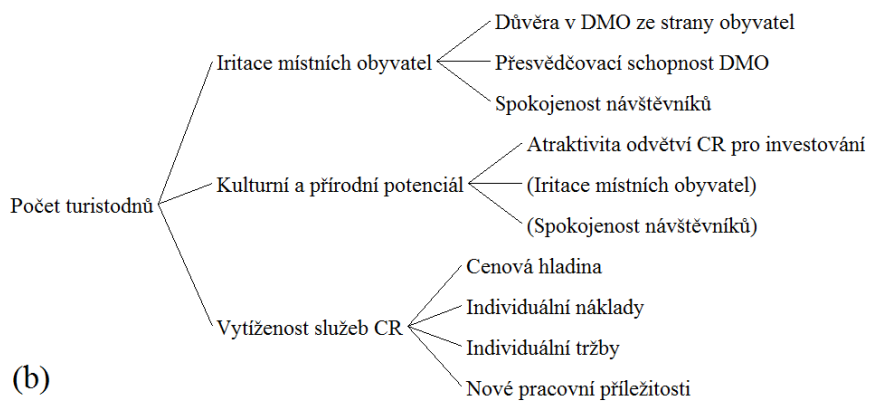 Důvěra v DMO ze strany obyvatel
Iritace místních obyvatel
Přesvědčovací schopnost DMO
Spokojenost návštěvníků
Atraktivita odvětví CR pro investování
Kulturní a přírodní potenciál
(Iritace místních obyvatel)
Počet turistodnů
(Spokojenost návštěvníků)
Cenová hladina
Individuální náklady
Vytíženost služeb CR
Individuální tržby
Nové pracovní příležitosti
(b)